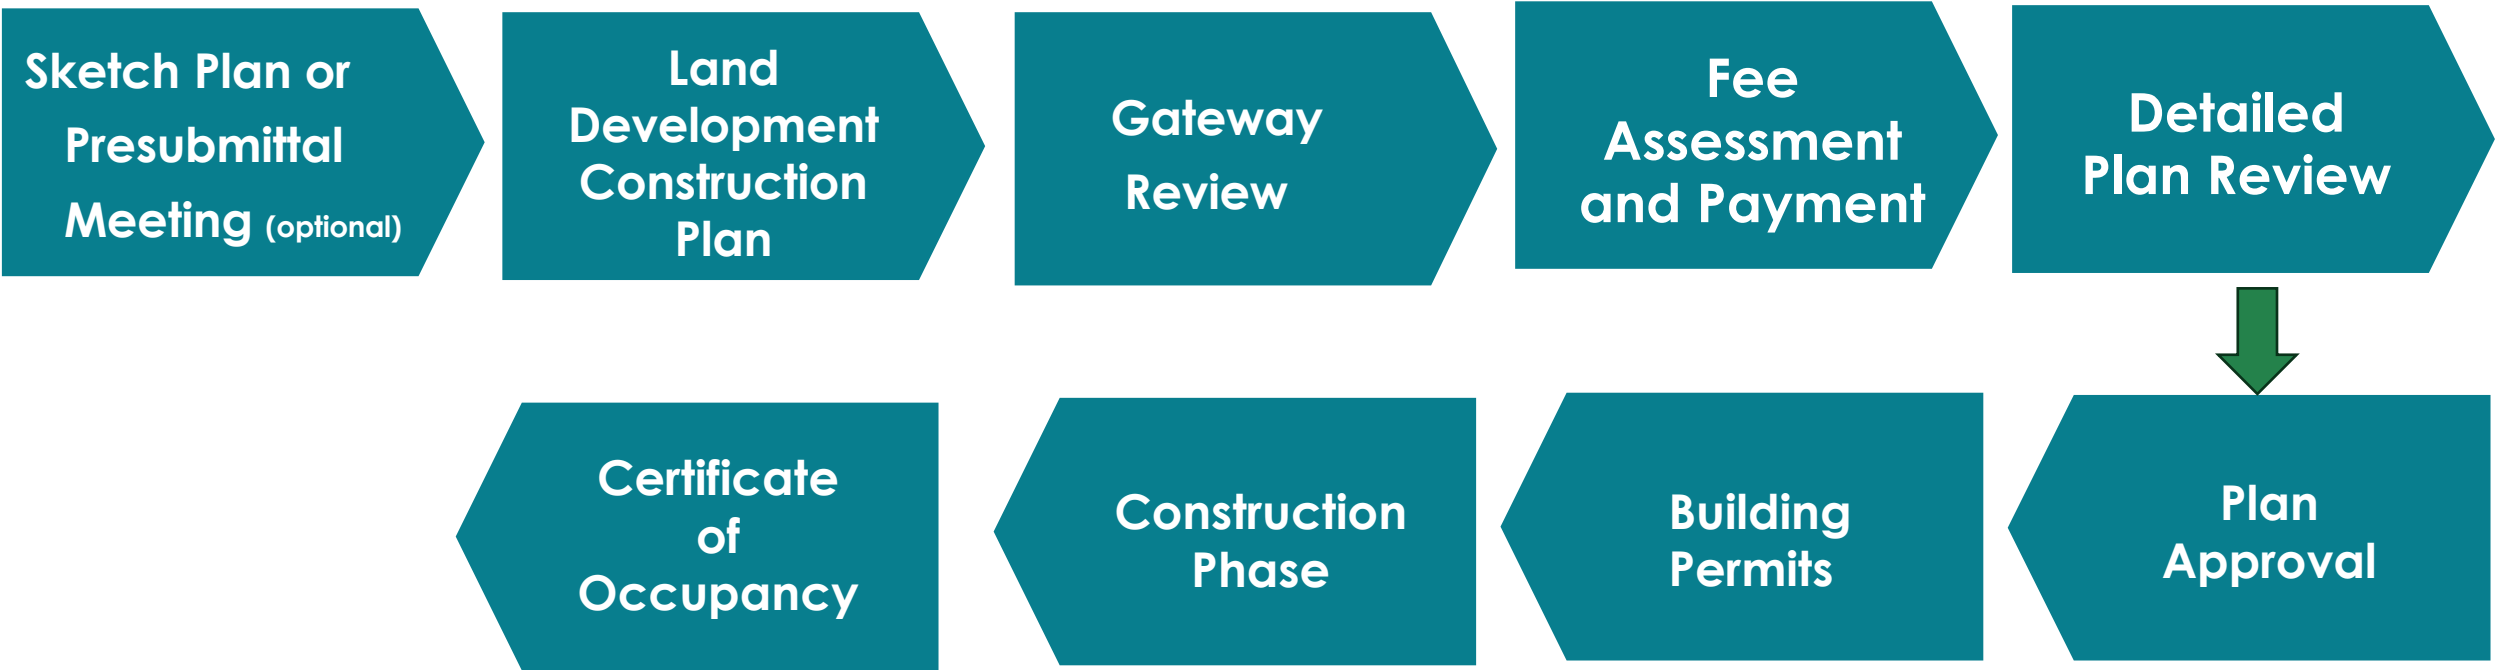 Sketch Plan or
Presubmittal
Meeting (optional)
Land
Development
Construction
Plan
Gateway
Review
Fee
Assessment
and Payment
Detailed
Plan Review
Plan
Approval
Building
Permits
Construction
Phase
Certificate
of
Occupancy